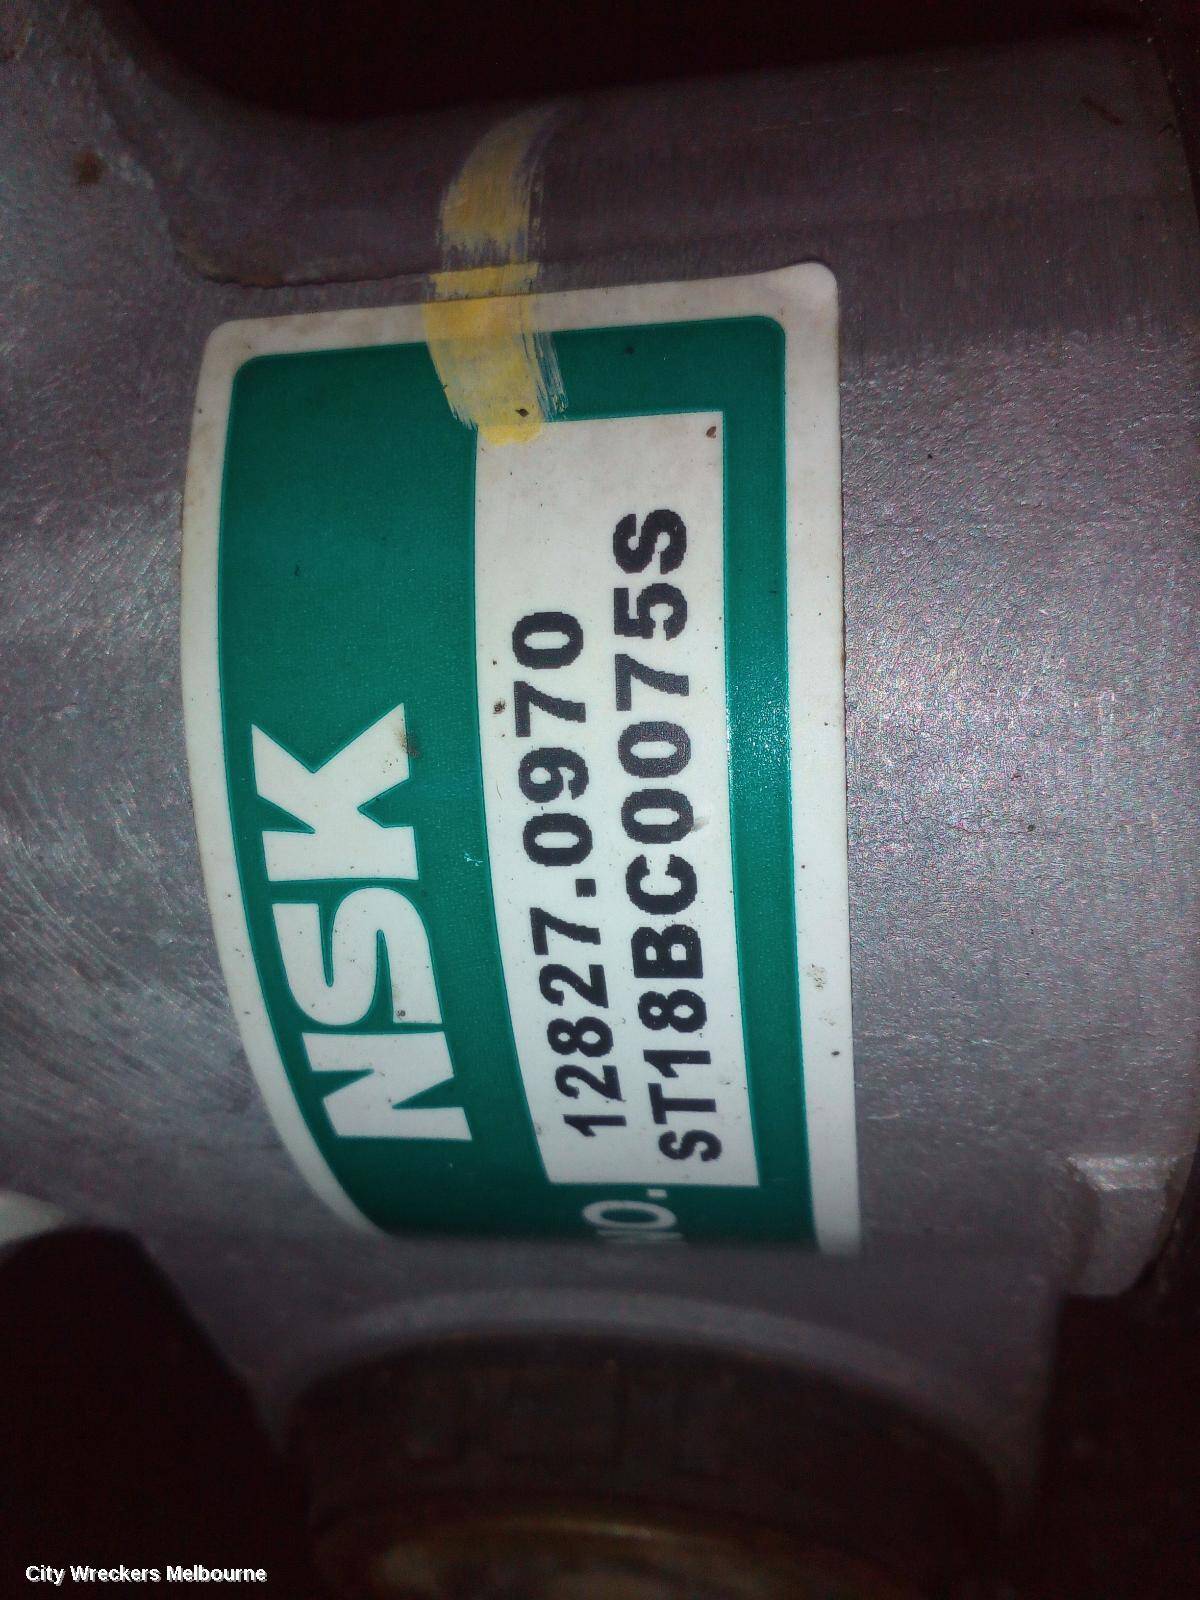 NSK
12827.0970
NO. ST18BC0075S
City Wreckers Melbourne